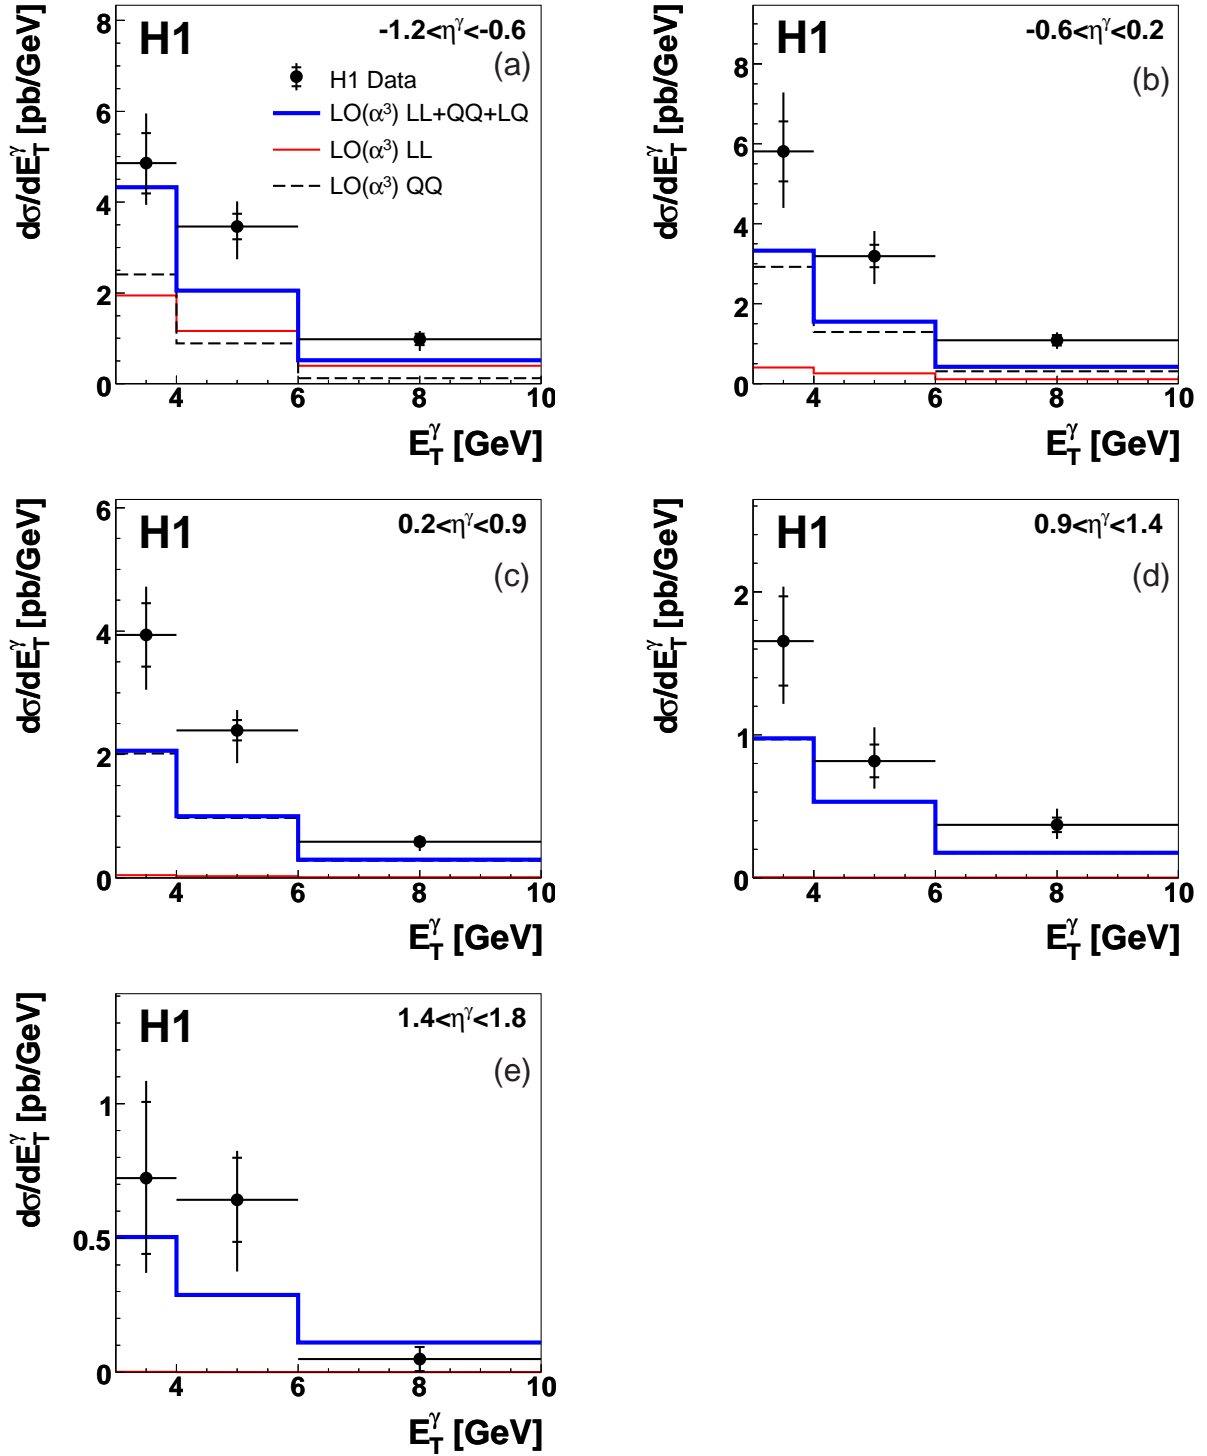 H1
-1.2<η^γ<-0.6
(a)
H1 Data
LO(α³) LL+QQ+LQ
LO(α³) LL
LO(α³) QQ
dσ/dE_T^γ [pb/GeV]
8
6
4
2
0
4 6 8 10
E_T^γ [GeV]
H1
-0.6<η^γ<0.2
(b)
dσ/dE_T^γ [pb/GeV]
8
6
4
2
0
4 6 8 10
E_T^γ [GeV]
H1
0.2<η^γ<0.9
(c)
dσ/dE_T^γ [pb/GeV]
6
4
2
0
4 6 8 10
E_T^γ [GeV]
H1
0.9<η^γ<1.4
(d)
dσ/dE_T^γ [pb/GeV]
2
1
0
4 6 8 10
E_T^γ [GeV]
H1
1.4<η^γ<1.8
(e)
dσ/dE_T^γ [pb/GeV]
1
0.5
0
4 6 8 10
E_T^γ [GeV]